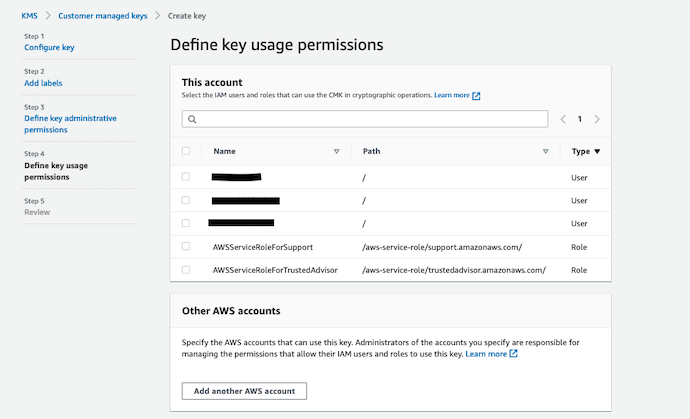 KMS > Customer managed keys > Create key
Step 1
Configure key
Step 2
Add labels
Step 3
Define key administrative
permissions
Step 4
Define key usage
permissions
Step 5
Review
Define key usage permissions
This account
Select the IAM users and roles that can use the CMK in cryptographic operations. Learn more
1
Name Path Type
/ User
/ User
/ User
AWSServiceRoleForSupport /aws-service-role/support.amazonaws.com/ Role
AWSServiceRoleForTrustedAdvisor /aws-service-role/trustedadvisor.amazonaws.com/ Role
Other AWS accounts
Specify the AWS accounts that can use this key. Administrators of the accounts you specify are responsible for
managing the permissions that allow their IAM users and roles to use this key. Learn more
Add another AWS account